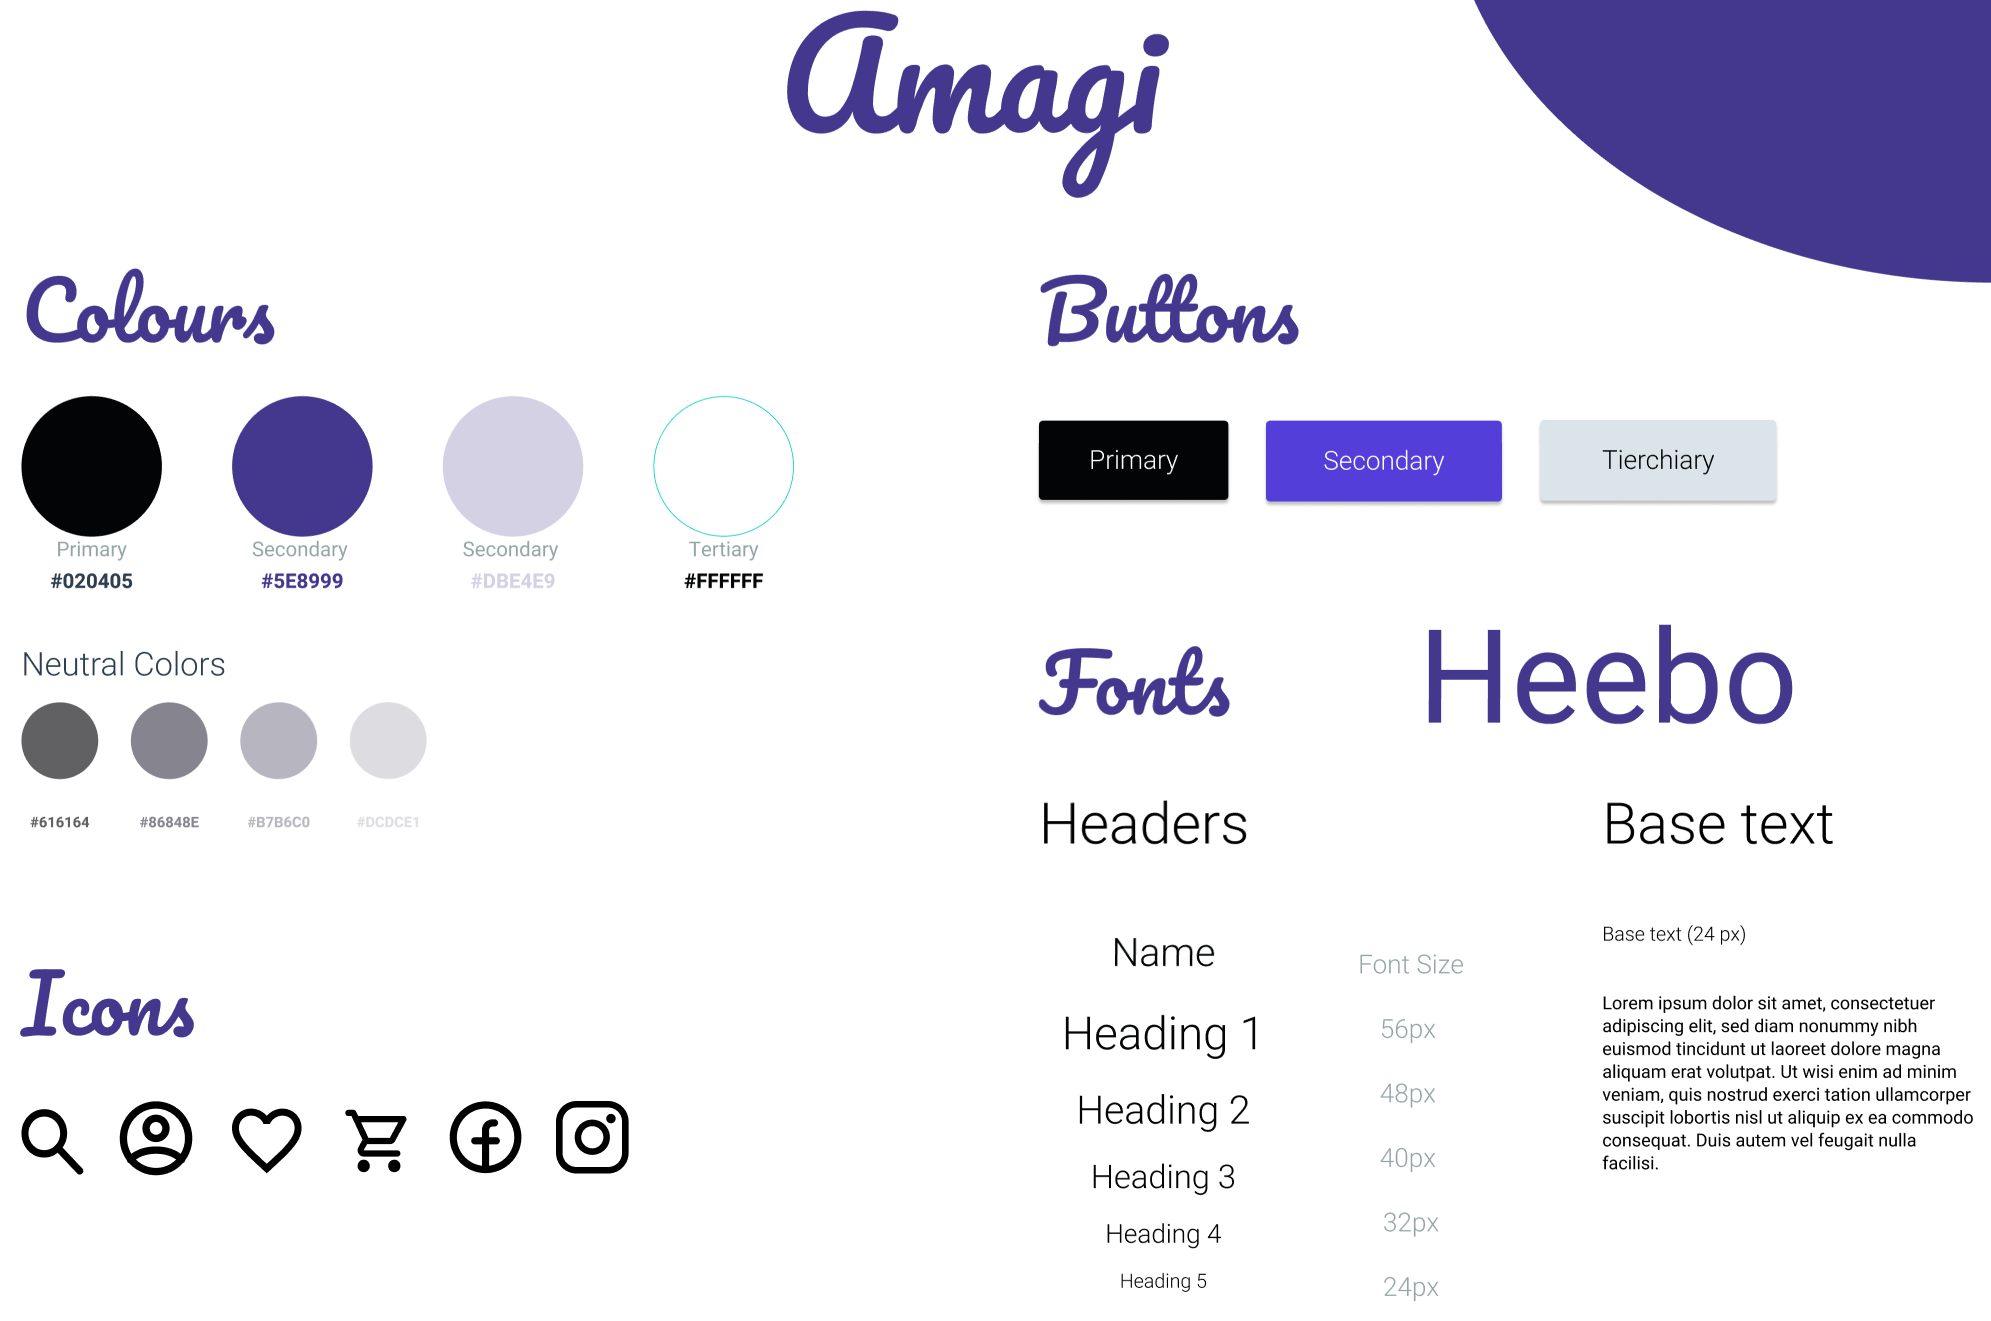 Amagi
Colours
Primary
#020405
Secondary
#5E8999
Secondary
#DBE4E9
Tertiary
#FFFFFF
Neutral Colors
#616164
#86848E
#B7B6C0
#DCDCE1
Icons
Buttons
Primary
Secondary
Tierchiary
Fonts
Heebo
Headers
Name
Font Size
Heading 1
56px
Heading 2
48px
Heading 3
40px
Heading 4
32px
Heading 5
24px
Base text
Base text (24 px)
Lorem ipsum dolor sit amet, consectetuer
adipiscing elit, sed diam nonummy nibh
euismod tincidunt ut laoreet dolore magna
aliquam erat volutpat. Ut wisi enim ad minim
veniam, quis nostrud exerci tation ullamcorper
suscipit lobortis nisl ut aliquip ex ea commodo
consequat. Duis autem vel feugait nulla
facilisi.